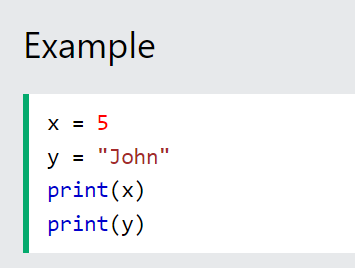 Example
x = 5
y = "John"
print(x)
print(y)